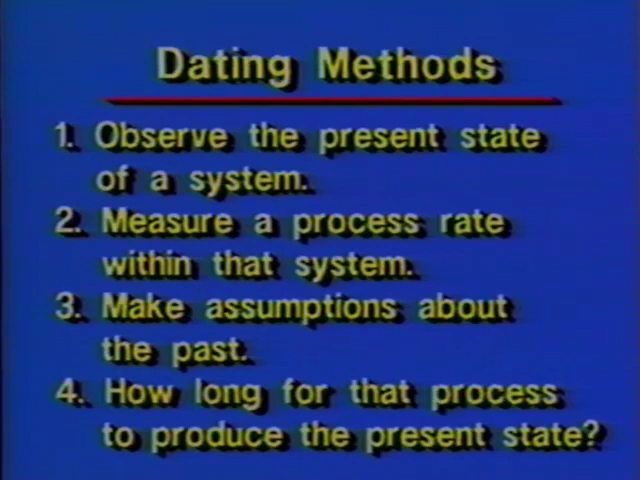 Dating Methods
1. Observe the present state
of a system.
2. Measure a process rate
within that system.
3. Make assumptions about
the past.
4. How long for that process
to produce the present state?